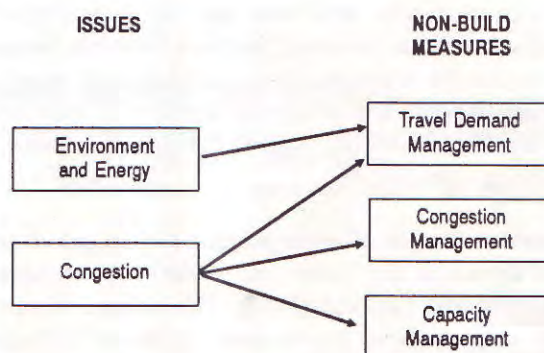 ISSUES
NON-BUILD
MEASURES
Environment
and Energy
Travel Demand
Management
Congestion
Management
Congestion
Capacity
Management